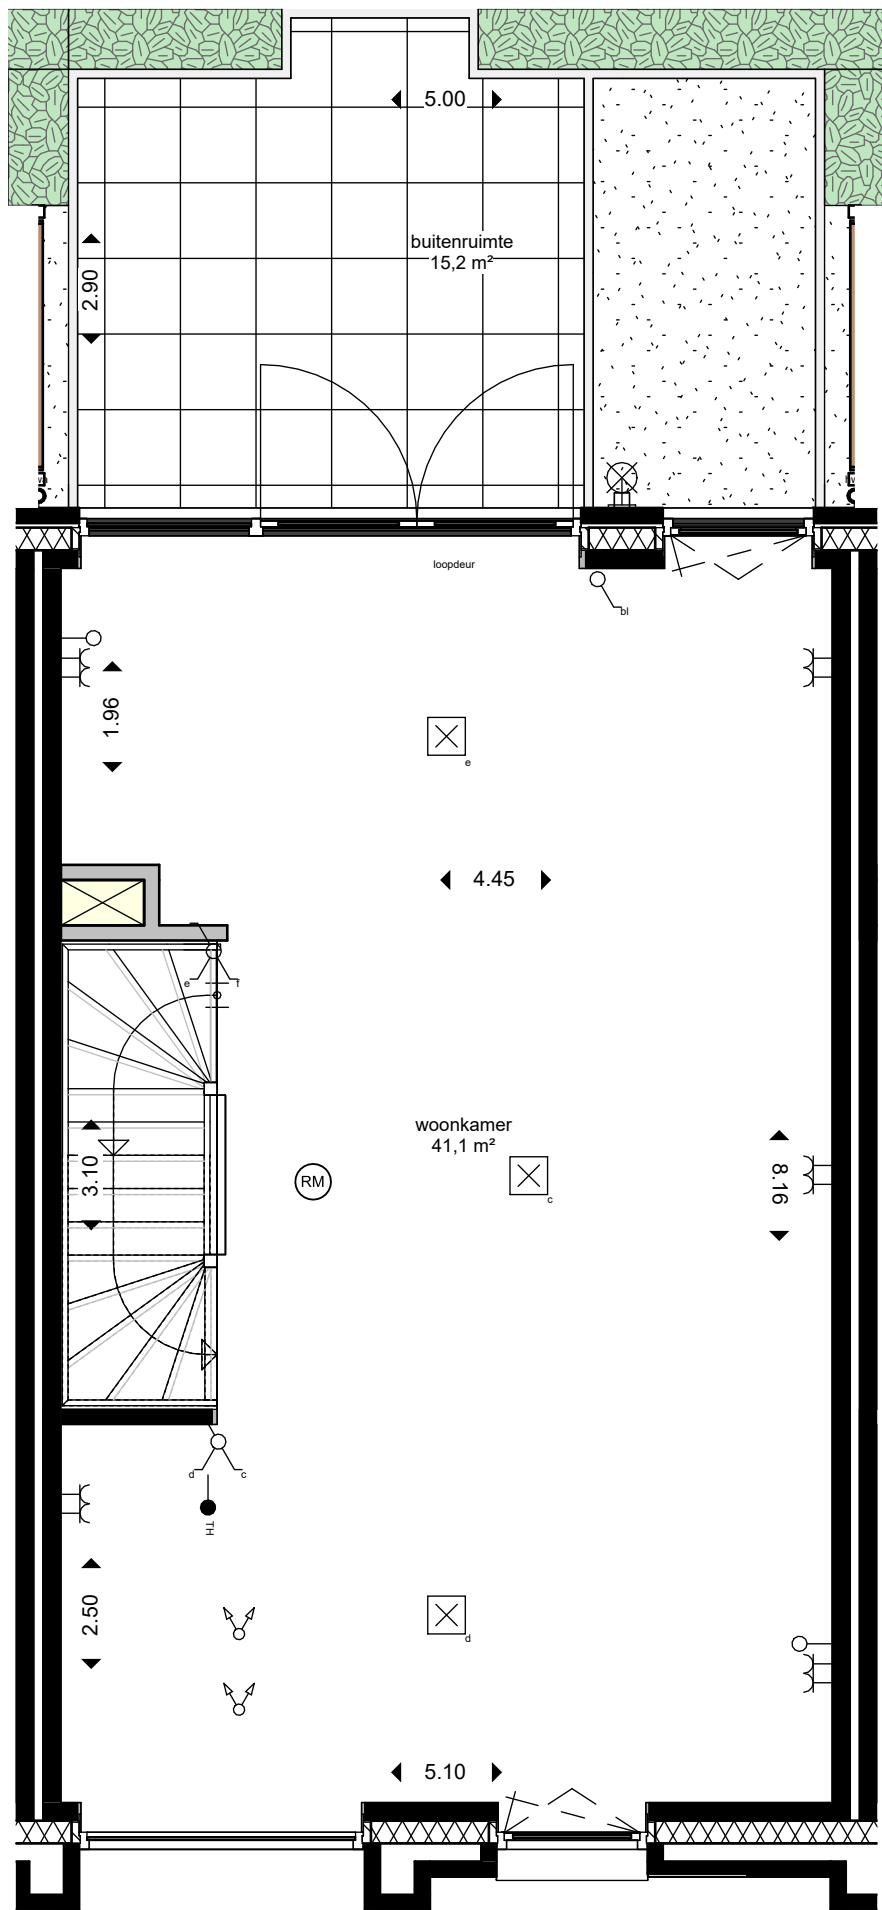 5.00
buitenruimte
15,2 m²
2.90
loopdeur
bl
1.96
e
4.45
e
f
woonkamer
41,1 m²
3.10
RM
c
8.16
d
c
TH
2.50
d
5.10